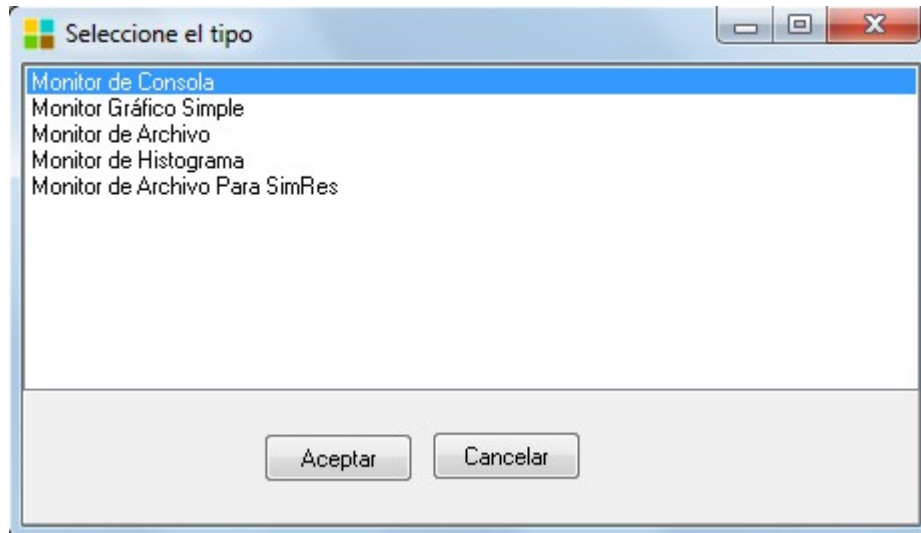 Seleccione el tipo
Monitor de Consola
Monitor Gráfico Simple
Monitor de Archivo
Monitor de Histograma
Monitor de Archivo Para SimRes
Aceptar Cancelar